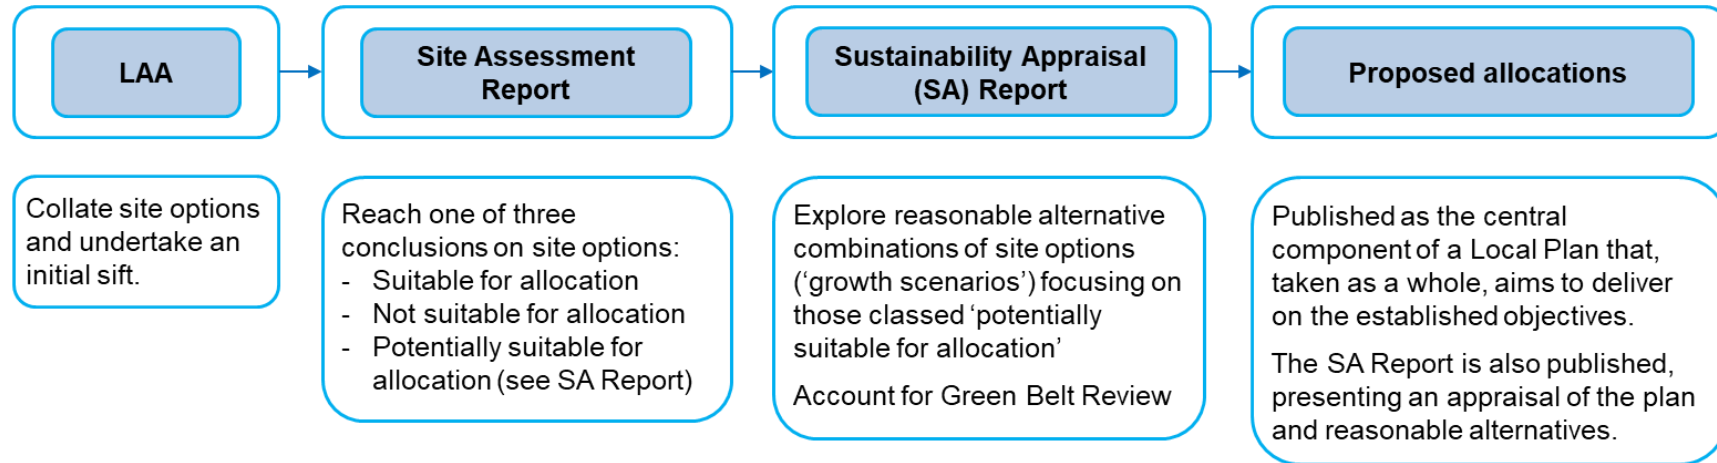 LAA
Site Assessment
Report
Sustainability Appraisal
(SA) Report
Proposed allocations
Collate site options
and undertake an
initial sift.
Reach one of three
conclusions on site options:
- Suitable for allocation
- Not suitable for allocation
- Potentially suitable for
allocation (see SA Report)
Explore reasonable alternative
combinations of site options
(‘growth scenarios’) focusing on
those classed ‘potentially
suitable for allocation’
Account for Green Belt Review
Published as the central
component of a Local Plan that,
taken as a whole, aims to deliver
on the established objectives.
The SA Report is also published,
presenting an appraisal of the plan
and reasonable alternatives.